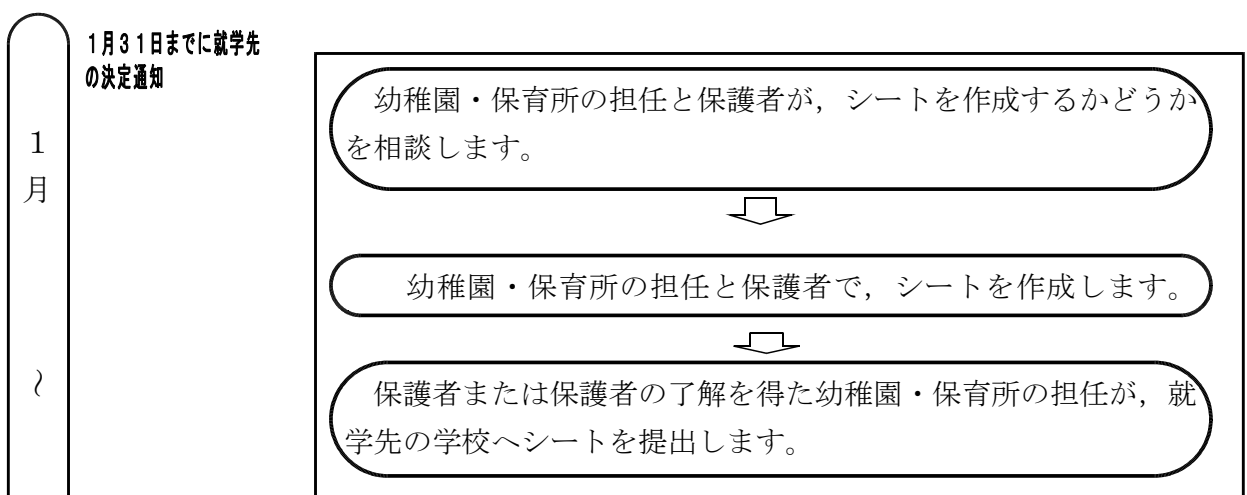 1月31日までに就学先
の決定通知
1
月
~
幼稚園・保育所の担任と保護者が,シートを作成するかどうか
を相談します。
幼稚園・保育所の担任と保護者で,シートを作成します。
保護者または保護者の了解を得た幼稚園・保育所の担任が,就
学先の学校へシートを提出します。